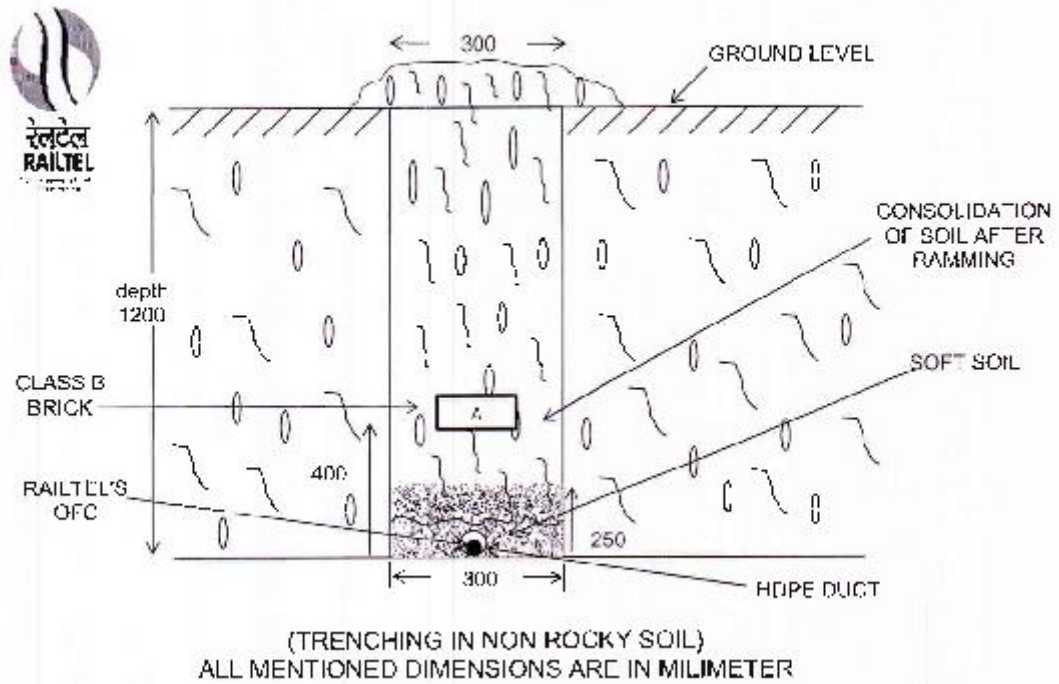 300
GROUND LEVEL
रेलटेल
RAILTEL
CONSOLIDATION
OF SOIL AFTER
RAMMING
depth
1200
SOFT SOIL
CLASS B
BRICK
A
400
RAILTEL'S
OFC
250
300
HDPE DUCT
(TRENCHING IN NON ROCKY SOIL)
ALL MENTIONED DIMENSIONS ARE IN MILIMETER